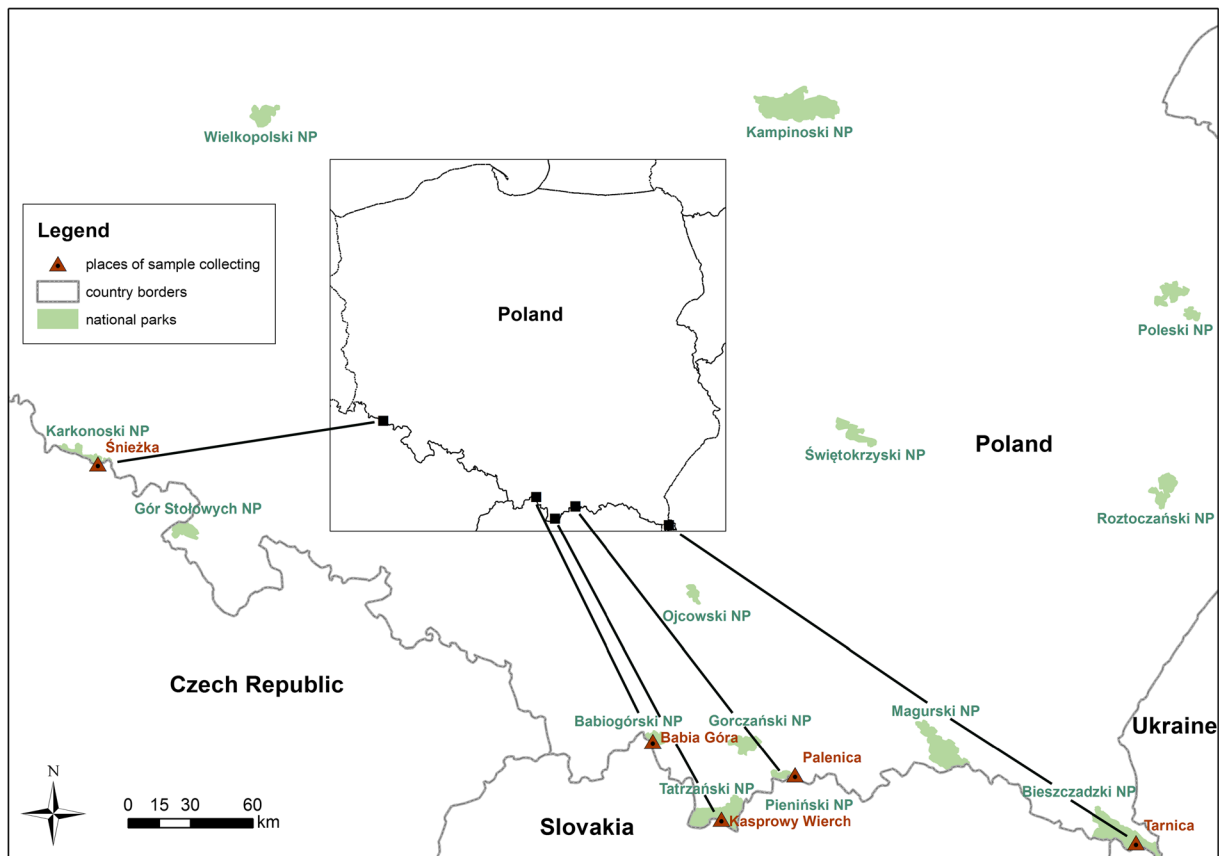 Wielkopolski NP
Kampinoski NP
Legend
places of sample collecting
country borders
national parks
Poland
Poleski NP
Karkonoski NP
Śnieżka
Świętokrzyski NP
Poland
Gór Stołowych NP
Roztoczański NP
Ojcowski NP
Czech Republic
Babiogórski NP
Babia Góra
Gorczański NP
Magurski NP
Ukraine
Palenica
Tatrzański NP
Pieniński NP
Kasprowy Wierch
Bieszczadzki NP
Tarnica
Slovakia
N
0 15 30 60
km